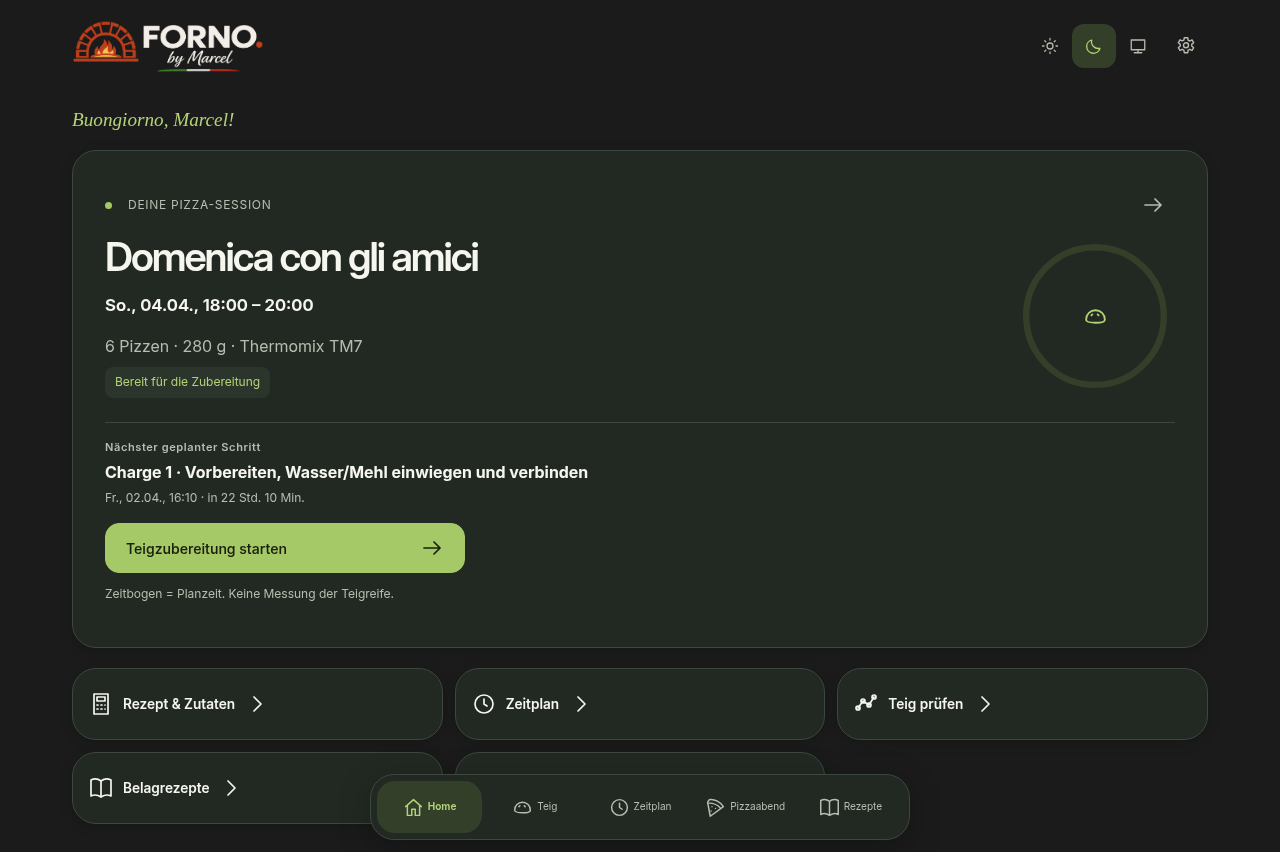 FORNO.
by Marcel
Buongiorno, Marcel!
DEINE PIZZA-SESSION
Domenica con gli amici
So., 04.04., 18:00 – 20:00
6 Pizzen · 280 g · Thermomix TM7
Bereit für die Zubereitung
Nächster geplanter Schritt
Charge 1 · Vorbereiten, Wasser/Mehl einwiegen und verbinden
Fr., 02.04., 16:10 · in 22 Std. 10 Min.
Teigzubereitung starten
Zeitbogen = Planzeit. Keine Messung der Teigreife.
Rezept & Zutaten
Zeitplan
Teig prüfen
Belagrezepte
Home
Teig
Zeitplan
Pizzaabend
Rezepte